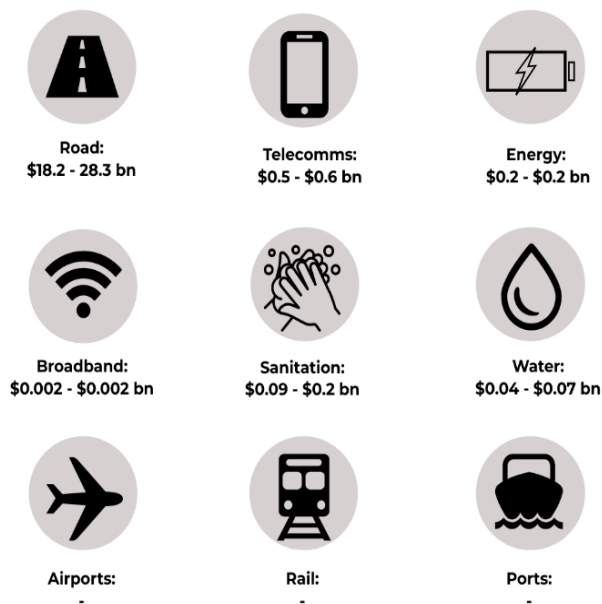 Road:
$18.2 - 28.3 bn
Telecomms:
$0.5 - $0.6 bn
Energy:
$0.2 - $0.2 bn
Broadband:
$0.002 - $0.002 bn
Sanitation:
$0.09 - $0.2 bn
Water:
$0.04 - $0.07 bn
Airports:
-
Rail:
-
Ports:
-